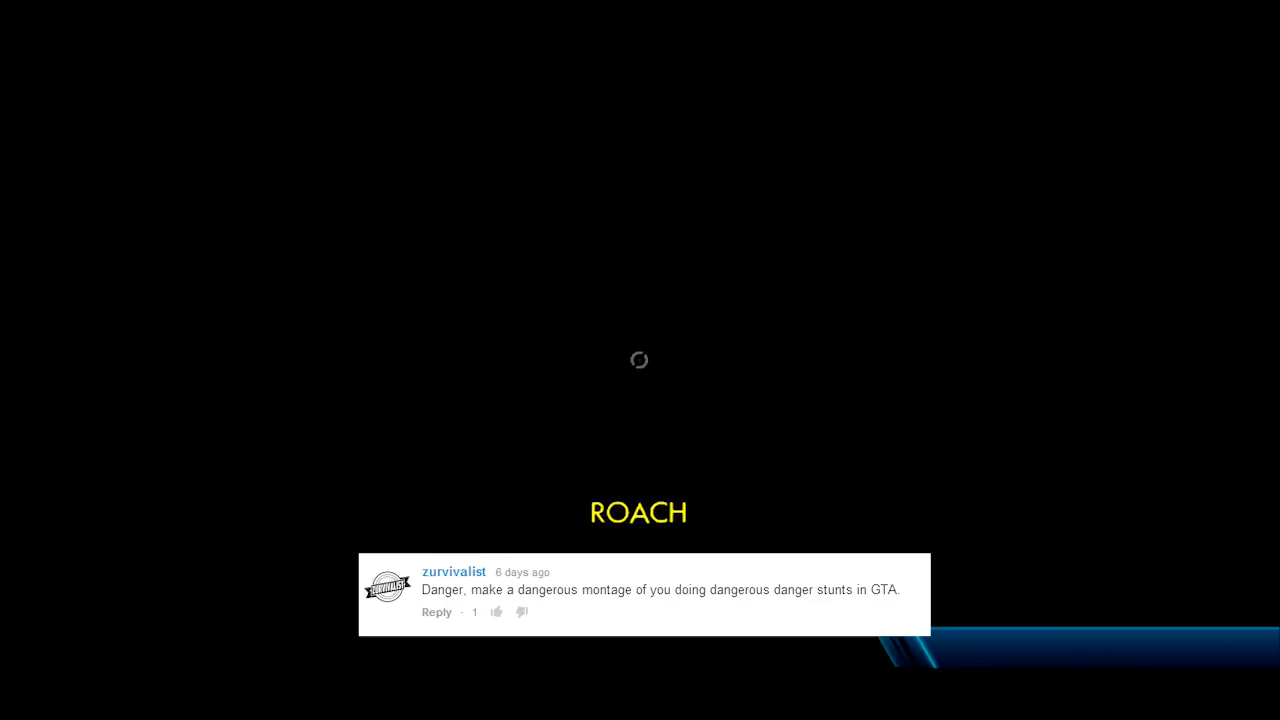 ROACH
ZURVIVALIST
zurvivalist 6 days ago
Danger, make a dangerous montage of you doing dangerous danger stunts in GTA.
Reply · 1